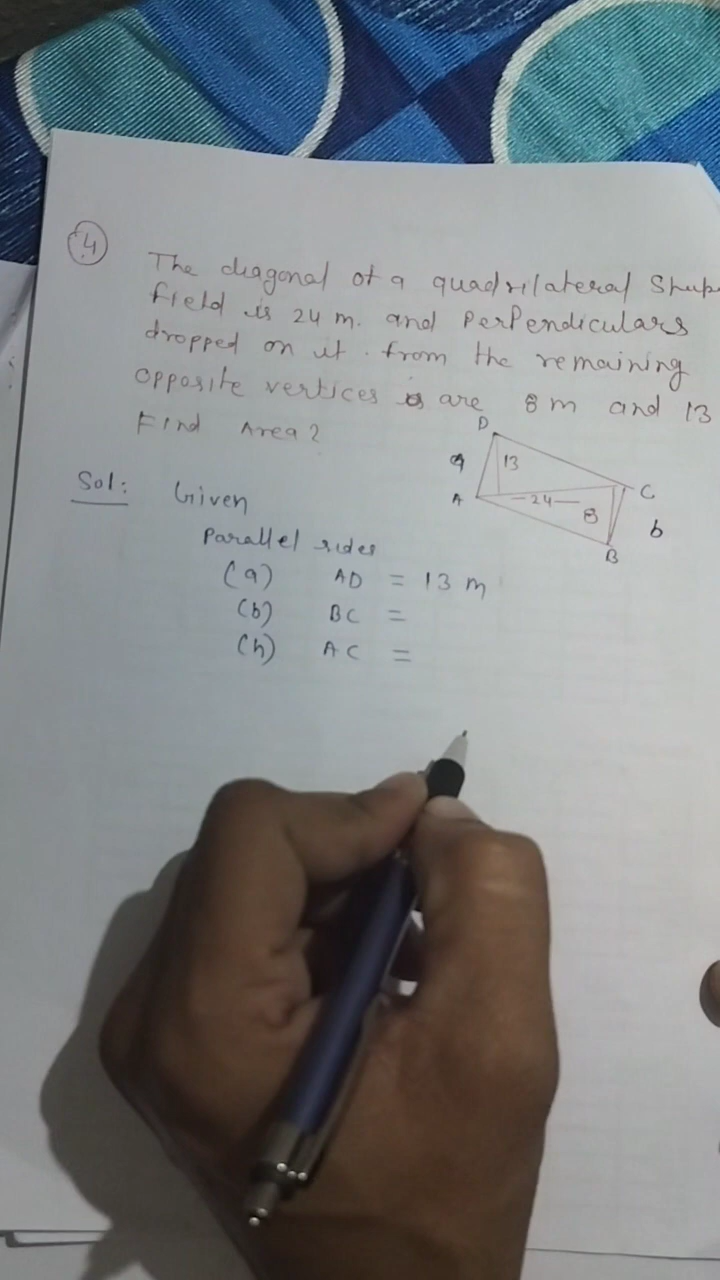 4
The diagonal of a quadrilateral Shape
field is 24 m. and Perpendiculars
dropped on it. from the remaining
opposite vertices are 8 m and 13
Find Area?
D
a 13
A -24- C
8 b
B
Sol: Given
Parallel sides
(a) AD = 13 m
(b) BC =
(h) AC =